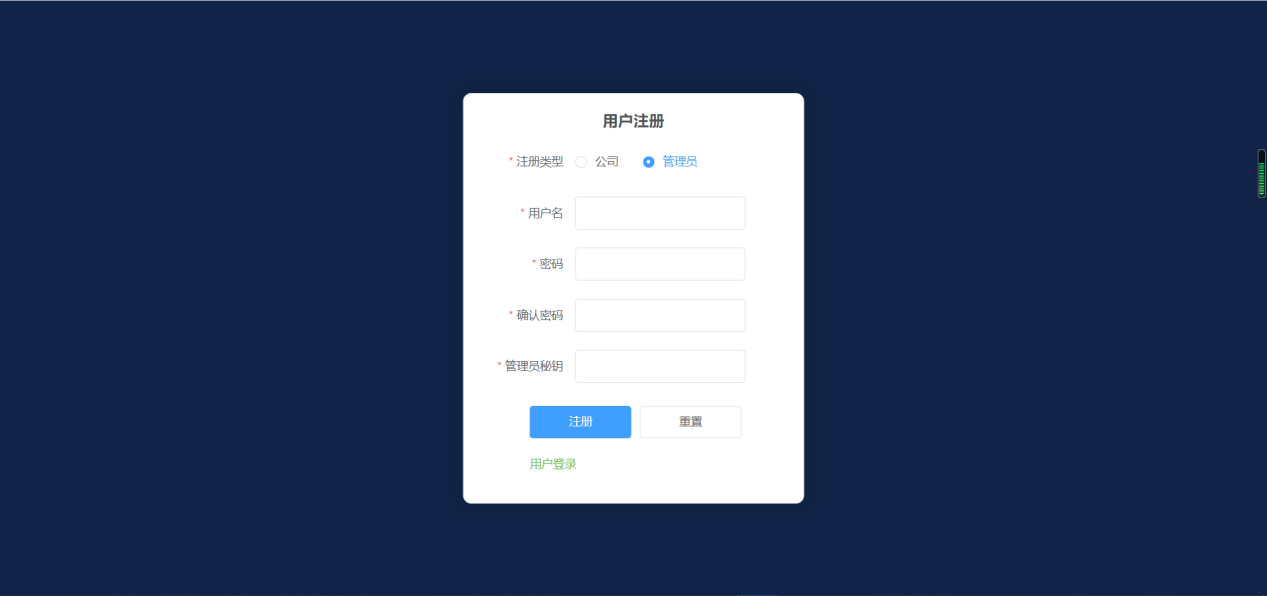 用户注册
* 注册类型 公司 管理员
* 用户名
* 密码
* 确认密码
* 管理员秘钥
注册 重置
用户登录